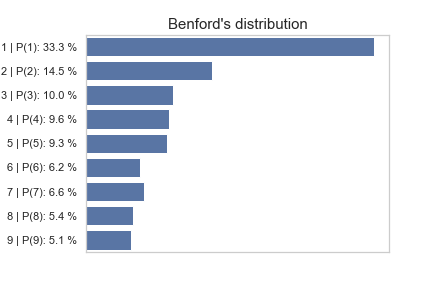 Benford's distribution
1 | P(1): 33.3 %
2 | P(2): 14.5 %
3 | P(3): 10.0 %
4 | P(4): 9.6 %
5 | P(5): 9.3 %
6 | P(6): 6.2 %
7 | P(7): 6.6 %
8 | P(8): 5.4 %
9 | P(9): 5.1 %